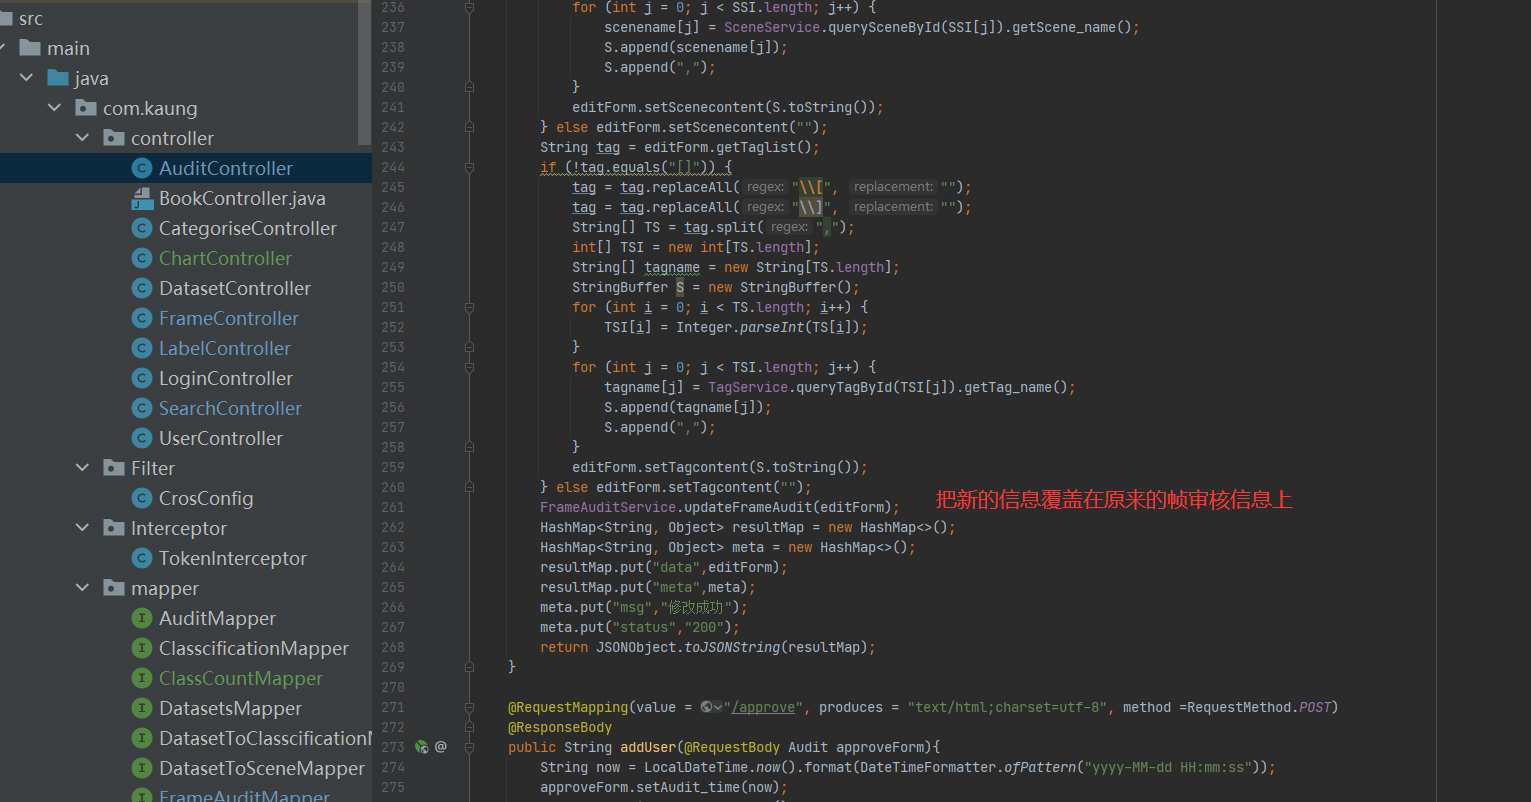 src
main
java
com.kaung
controller
AuditController
BookController.java
CategoriseController
ChartController
DatasetController
FrameController
LabelController
LoginController
SearchController
UserController
Filter
CrosConfig
Interceptor
TokenInterceptor
mapper
AuditMapper
ClasscificationMapper
ClassCountMapper
DatasetsMapper
DatasetToClasscification
DatasetToSceneMapper
FrameAuditMapper
236 for (int j = 0; j < SSI.length; j++) {
237 scenename[j] = SceneService.querySceneById(SSI[j]).getScene_name();
238 S.append(scenename[j]);
239 S.append(",");
240 }
241 editForm.setScenecontent(S.toString());
242 } else editForm.setScenecontent("");
243 String tag = editForm.getTaglist();
244 if (!tag.equals("[]")) {
245 tag = tag.replaceAll( regex: "\\[", replacement: "");
246 tag = tag.replaceAll( regex: "\\]", replacement: "");
247 String[] TS = tag.split( regex: ",");
248 int[] TSI = new int[TS.length];
249 String[] tagname = new String[TS.length];
250 StringBuffer S = new StringBuffer();
251 for (int i = 0; i < TS.length; i++) {
252 TSI[i] = Integer.parseInt(TS[i]);
253 }
254 for (int j = 0; j < TSI.length; j++) {
255 tagname[j] = TagService.queryTagById(TSI[j]).getTag_name();
256 S.append(tagname[j]);
257 S.append(",");
258 }
259 editForm.setTagcontent(S.toString());
260 } else editForm.setTagcontent("");
把新的信息覆盖在原来的帧审核信息上
261 FrameAuditService.updateFrameAudit(editForm);
262 HashMap<String, Object> resultMap = new HashMap<>();
263 HashMap<String, Object> meta = new HashMap<>();
264 resultMap.put("data",editForm);
265 resultMap.put("meta",meta);
266 meta.put("msg","修改成功");
267 meta.put("status","200");
268 return JSONObject.toJSONString(resultMap);
269 }
270
271 @RequestMapping(value = "/approve", produces = "text/html;charset=utf-8", method =RequestMethod.POST)
272 @ResponseBody
273 public String addUser(@RequestBody Audit approveForm){
274 String now = LocalDateTime.now().format(DateTimeFormatter.ofPattern("yyyy-MM-dd HH:mm:ss"));
275 approveForm.setAudit_time(now);